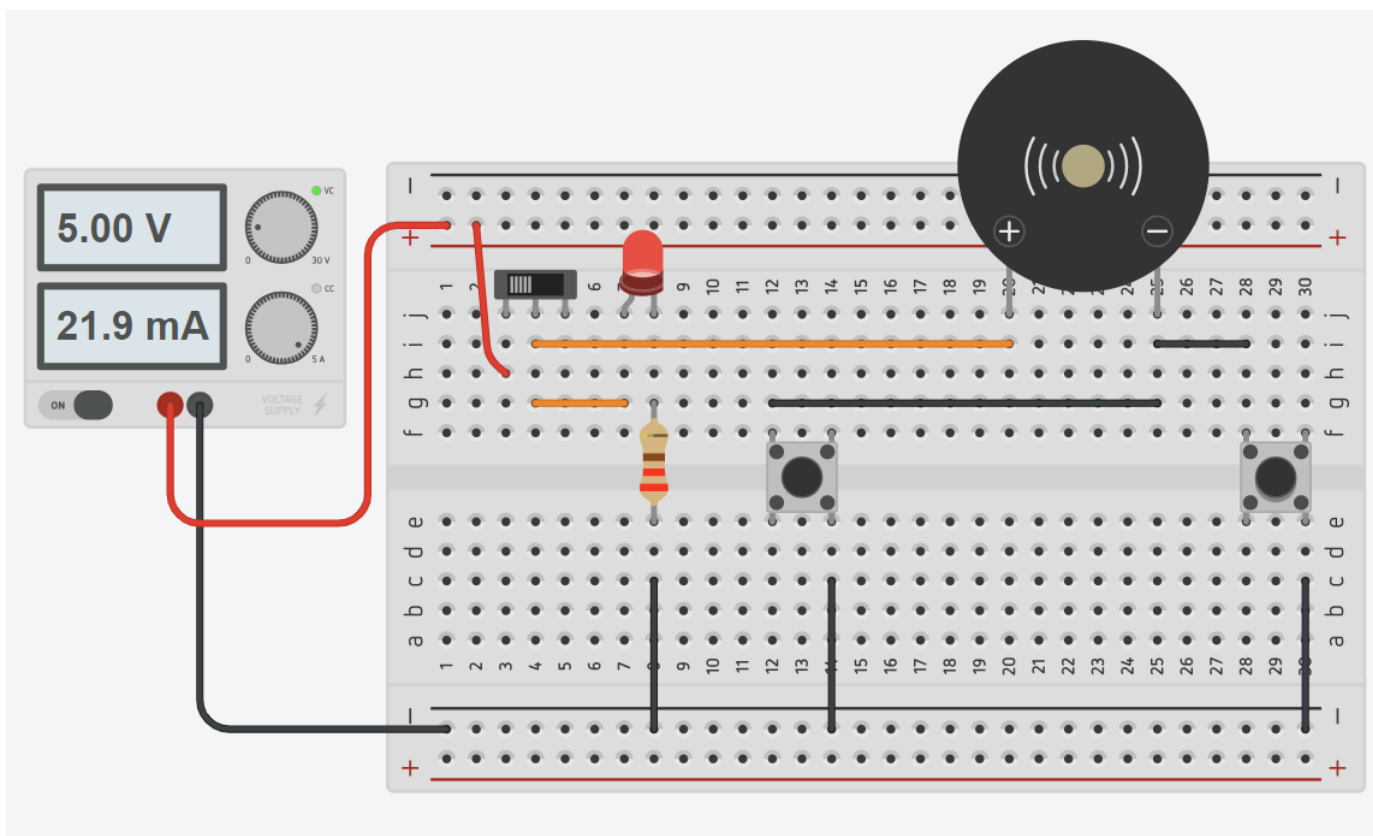 5.00 V
VC
0
30 V
21.9 mA
CC
0
5 A
ON
VOLTAGE
SUPPLY
− −
+ +
+ −
1 2 6 9 10 11 12 13 14 15 16 17 18 19 20 26 27 28 29 30
j j
i i
h h
g g
f f
e e
d d
c c
b b
a a
1 2 3 4 5 6 7 8 9 10 11 12 13 14 15 16 17 18 19 20 21 22 23 24 25 26 27 28 29 30
− −
+ +